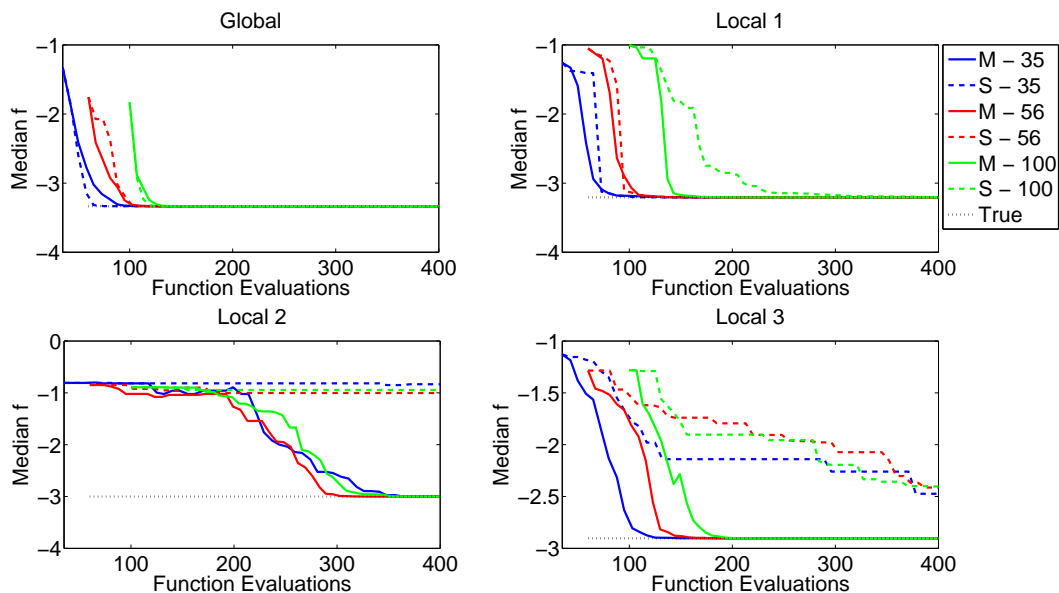 Global
−1
−2
−3
−4
Median f
100
200
300
400
Function Evaluations
Local 1
−1
−2
−3
−4
Median f
100
200
300
400
Function Evaluations
M − 35
S − 35
M − 56
S − 56
M − 100
S − 100
True
Local 2
0
−1
−2
−3
−4
Median f
100
200
300
400
Function Evaluations
Local 3
−1
−1.5
−2
−2.5
−3
Median f
100
200
300
400
Function Evaluations